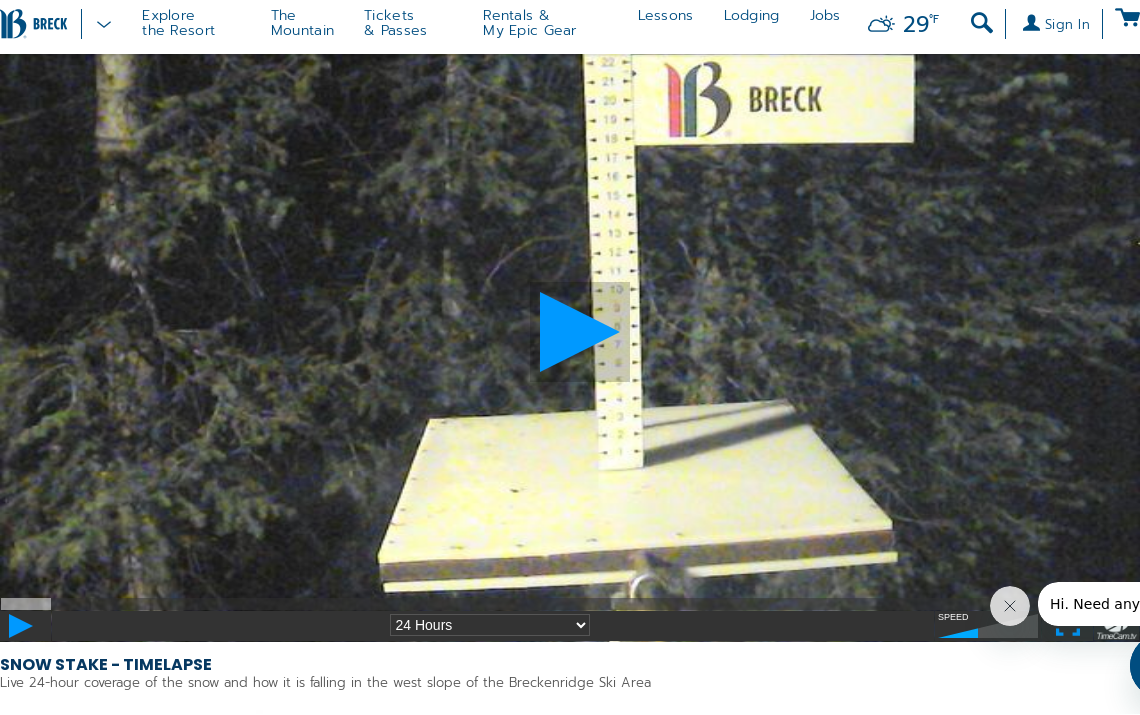 BRECK
Explore
the Resort
The
Mountain
Tickets
& Passes
Rentals &
My Epic Gear
Lessons
Lodging
Jobs
29°F
Sign In
BRECK
22
21
20
19
18
17
16
15
14
13
12
11
10
9
8
7
6
5
4
3
2
1
24 Hours
SPEED
Hi. Need any
TimeCam.tv
SNOW STAKE - TIMELAPSE
Live 24-hour coverage of the snow and how it is falling in the west slope of the Breckenridge Ski Area